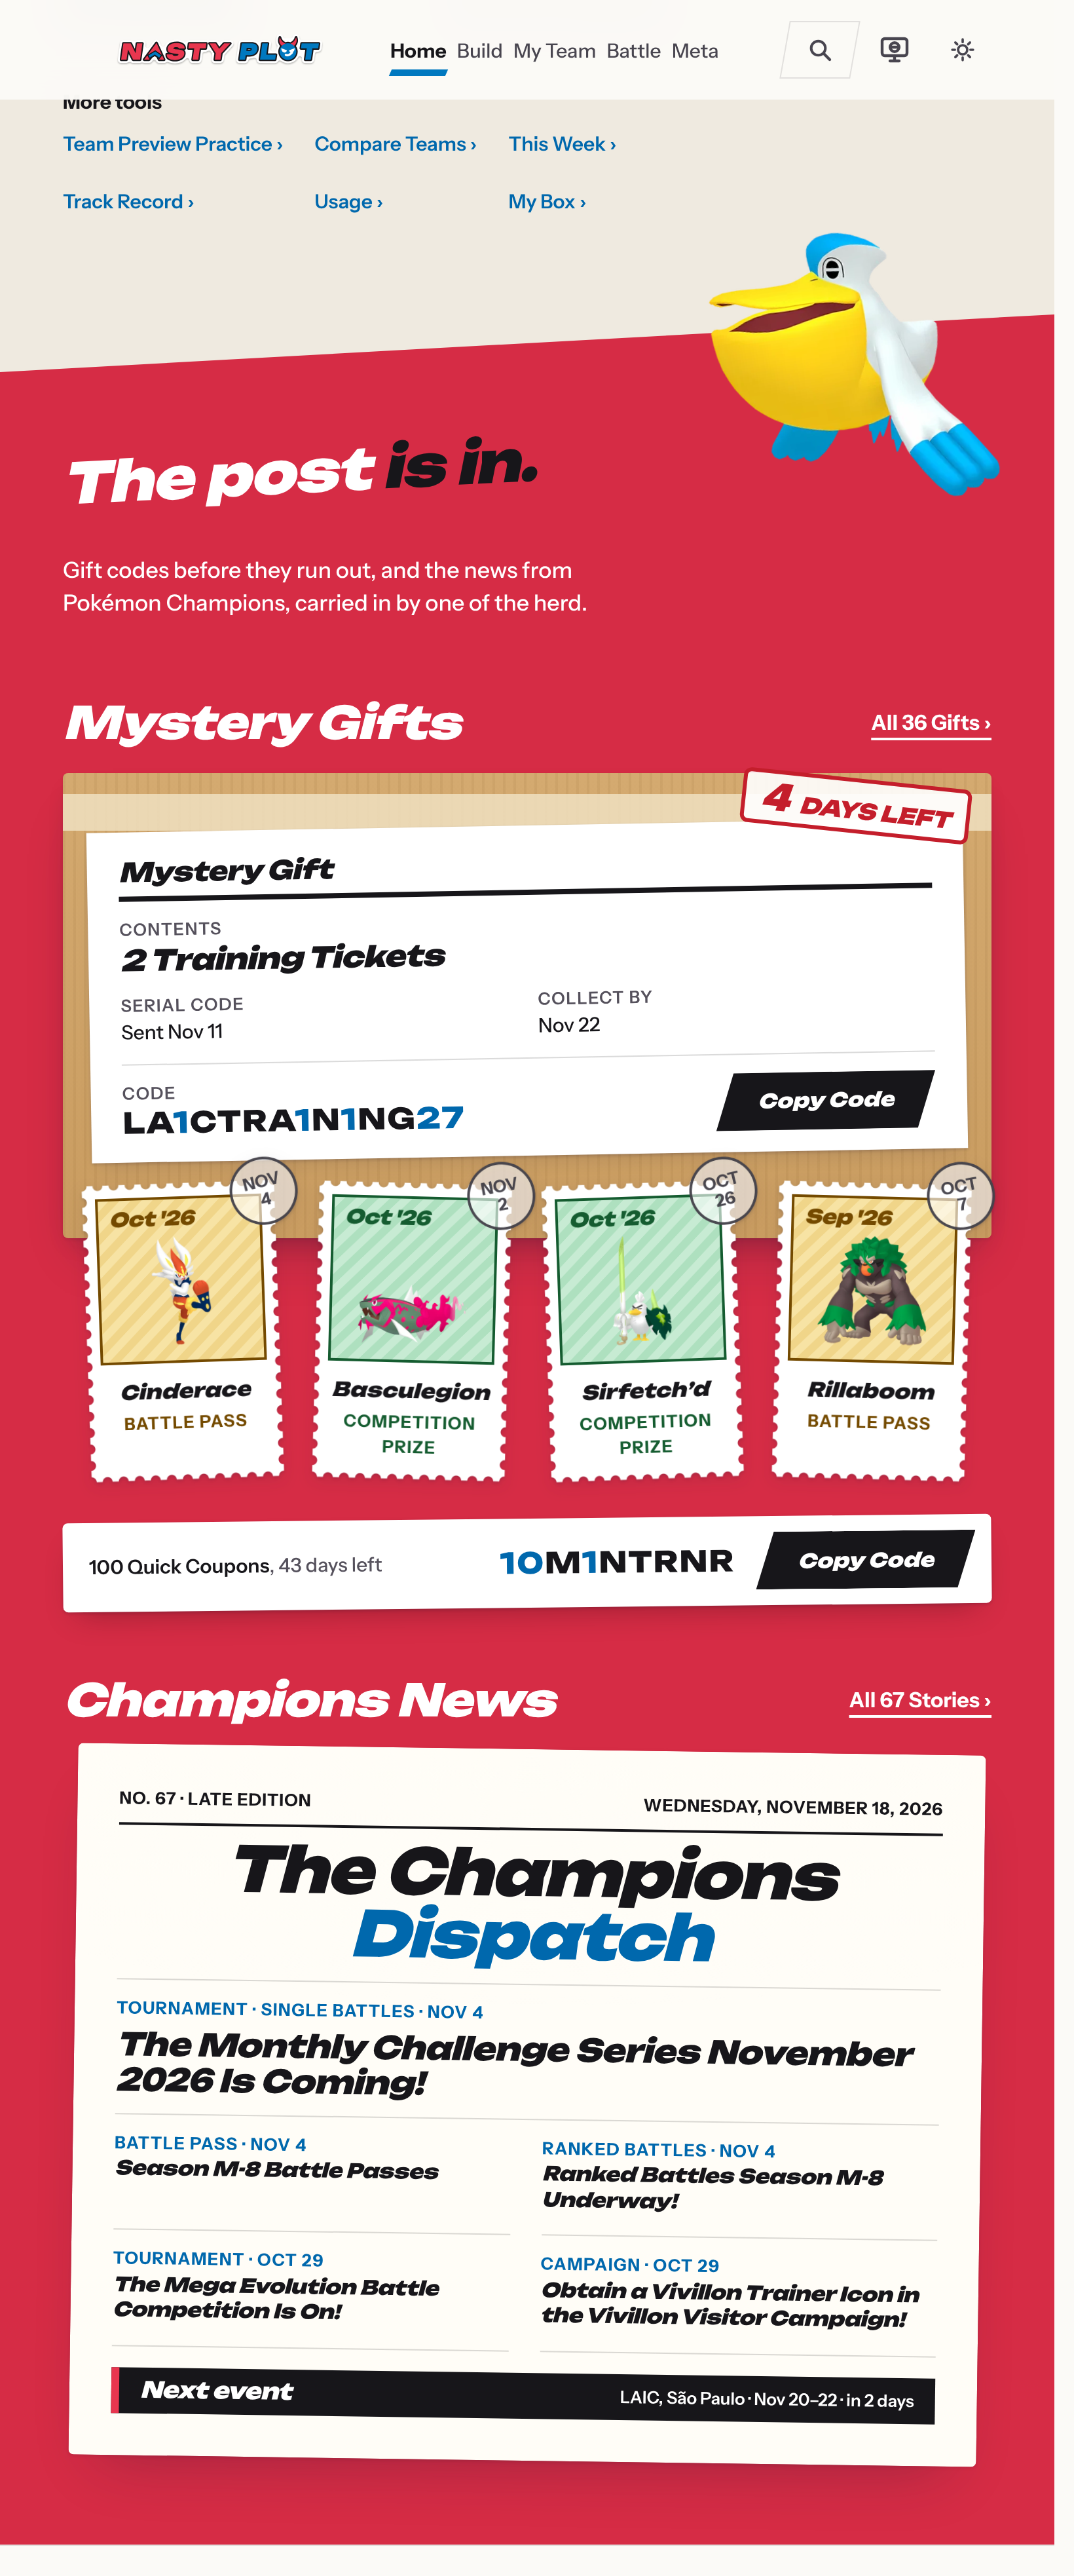 NASTY PLOT
Home Build My Team Battle Meta
More tools
Team Preview Practice › Compare Teams › This Week ›
Track Record › Usage › My Box ›
The post is in.
Gift codes before they run out, and the news from
Pokémon Champions, carried in by one of the herd.
Mystery Gifts
All 36 Gifts ›
4 DAYS LEFT
Mystery Gift
CONTENTS
2 Training Tickets
SERIAL CODE
Sent Nov 11
COLLECT BY
Nov 22
CODE
LA1CTRA1N1NG27
Copy Code
NOV
4
Oct '26
Cinderace
BATTLE PASS
NOV
2
Oct '26
Basculegion
COMPETITION
PRIZE
OCT
26
Oct '26
Sirfetch’d
COMPETITION
PRIZE
OCT
7
Sep '26
Rillaboom
BATTLE PASS
100 Quick Coupons, 43 days left
10M1NTRNR
Copy Code
Champions News
All 67 Stories ›
NO. 67 · LATE EDITION
WEDNESDAY, NOVEMBER 18, 2026
The Champions
Dispatch
TOURNAMENT · SINGLE BATTLES · NOV 4
The Monthly Challenge Series November
2026 Is Coming!
BATTLE PASS · NOV 4
Season M-8 Battle Passes
RANKED BATTLES · NOV 4
Ranked Battles Season M-8
Underway!
TOURNAMENT · OCT 29
The Mega Evolution Battle
Competition Is On!
CAMPAIGN · OCT 29
Obtain a Vivillon Trainer Icon in
the Vivillon Visitor Campaign!
Next event
LAIC, São Paulo · Nov 20–22 · in 2 days